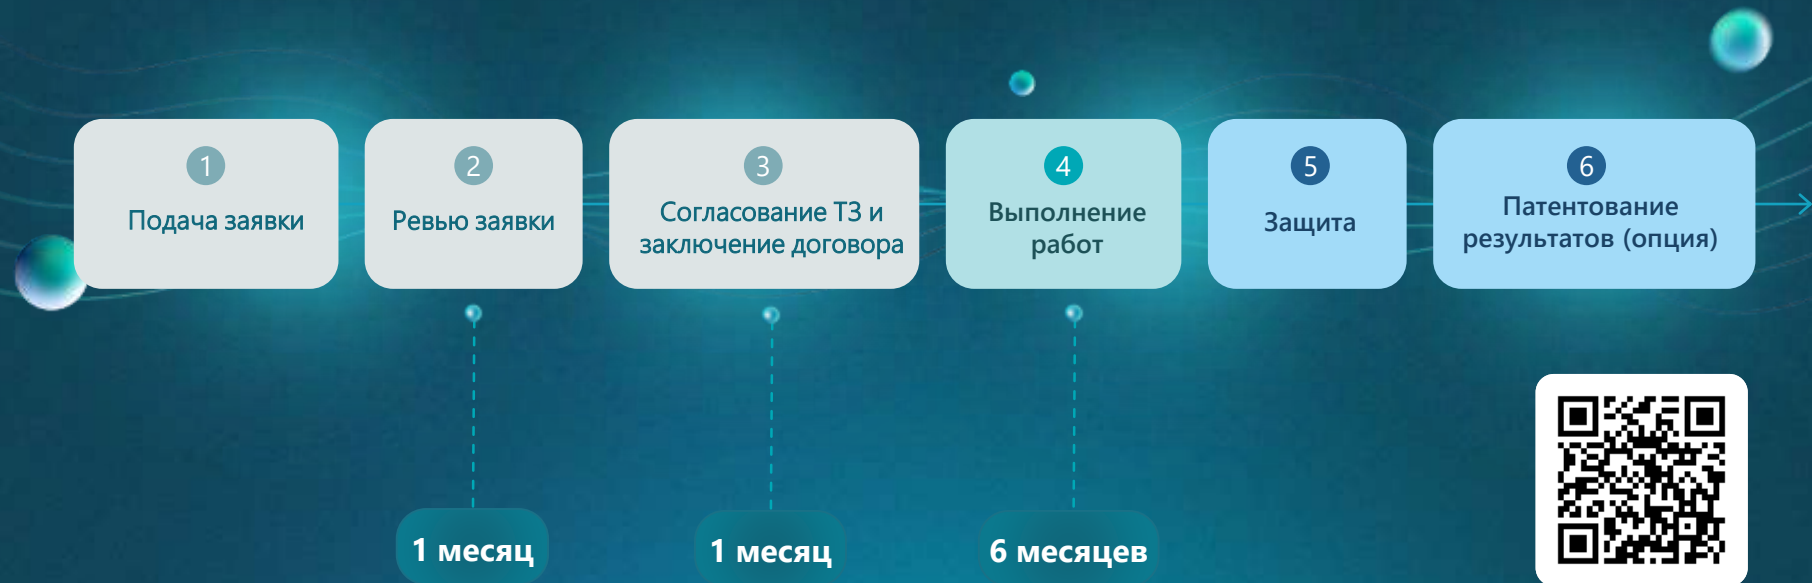 1
Подача заявки
2
Ревью заявки
3
Согласование ТЗ и
заключение договора
4
Выполнение
работ
5
Защита
6
Патентование
результатов (опция)
1 месяц
1 месяц
6 месяцев